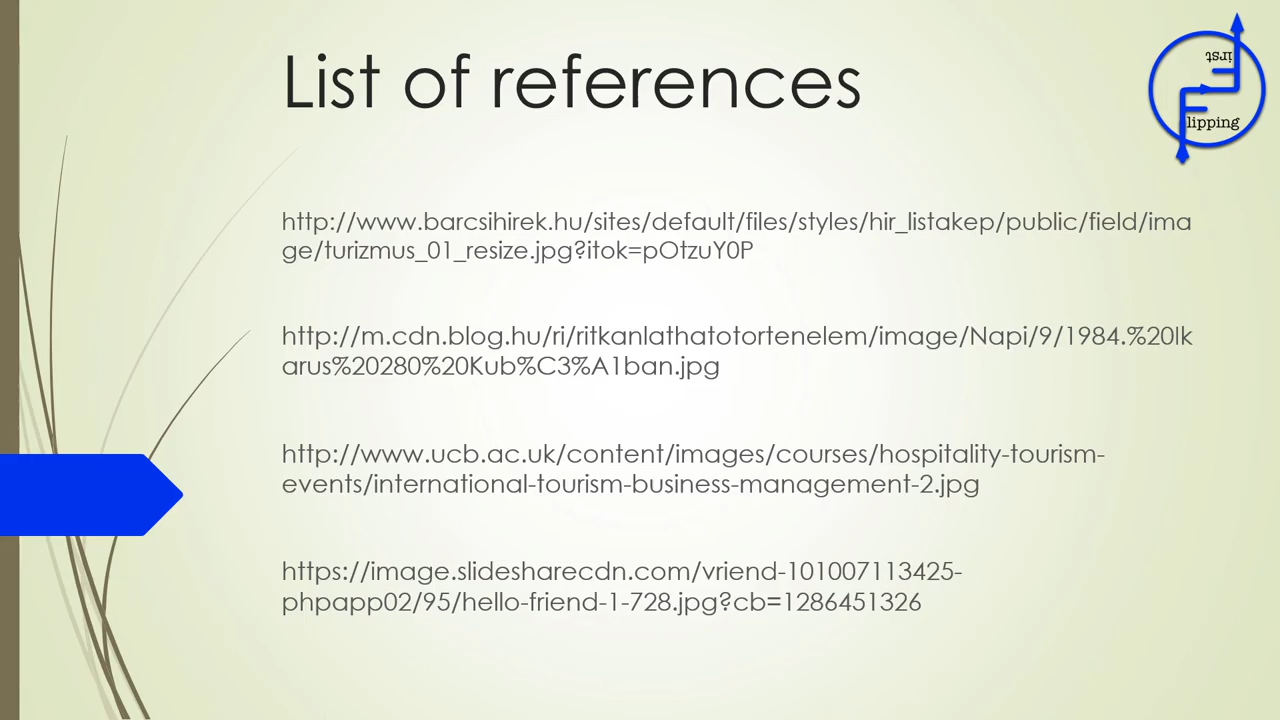 List of references
irst
lipping
http://www.barcsihirek.hu/sites/default/files/styles/hir_listakep/public/field/ima
ge/turizmus_01_resize.jpg?itok=pOtzuY0P
http://m.cdn.blog.hu/ri/ritkanlathatotortenelem/image/Napi/9/1984.%20Ik
arus%20280%20Kub%C3%A1ban.jpg
http://www.ucb.ac.uk/content/images/courses/hospitality-tourism-
events/international-tourism-business-management-2.jpg
https://image.slidesharecdn.com/vriend-101007113425-
phpapp02/95/hello-friend-1-728.jpg?cb=1286451326